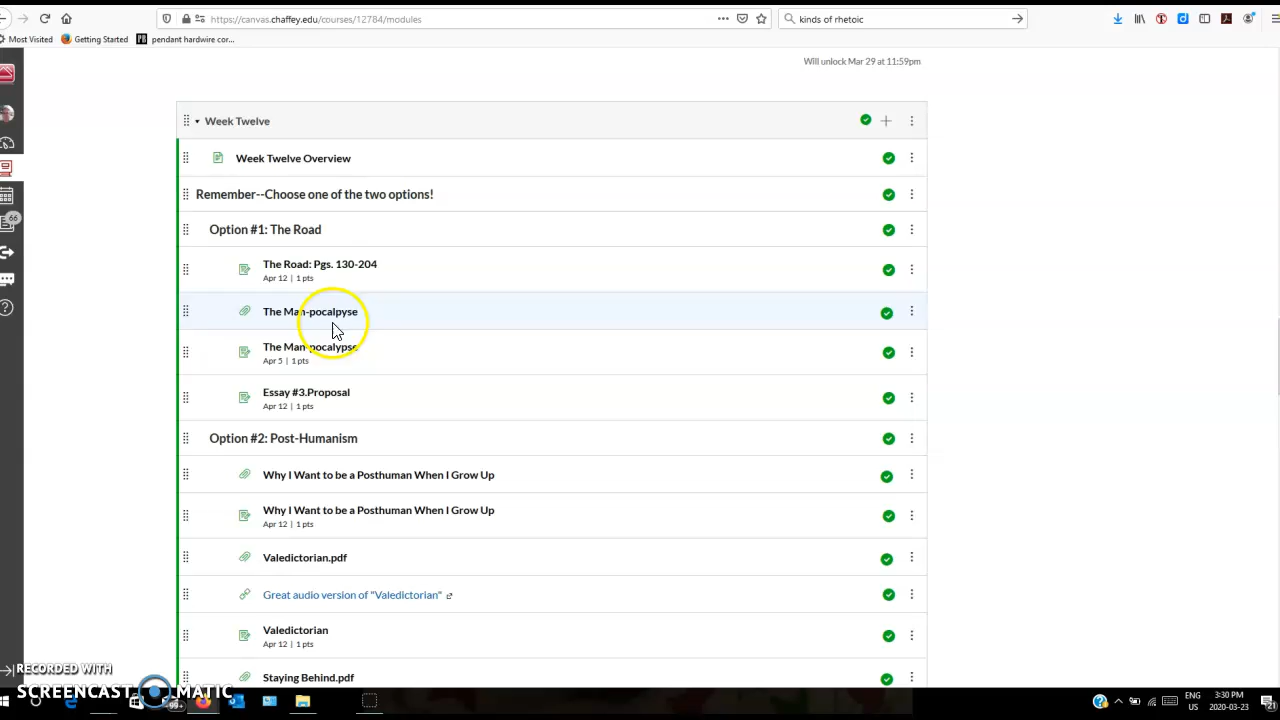 https://canvas.chaffey.edu/courses/12784/modules
kinds of rhetoic
Most Visited
Getting Started
pendant hardwire cor...
Will unlock Mar 29 at 11:59pm
Week Twelve
Week Twelve Overview
Remember--Choose one of the two options!
Option #1: The Road
The Road: Pgs. 130-204
Apr 12 | 1 pts
The Man-pocalpyse
The Man-pocalypse
Apr 5 | 1 pts
Essay #3.Proposal
Apr 12 | 1 pts
Option #2: Post-Humanism
Why I Want to be a Posthuman When I Grow Up
Why I Want to be a Posthuman When I Grow Up
Apr 12 | 1 pts
Valedictorian.pdf
Great audio version of "Valedictorian"
Valedictorian
Apr 12 | 1 pts
Staying Behind.pdf
66
RECORDED WITH
SCREENCAST MATIC
99+
ENG
US
3:30 PM
2020-03-23
21